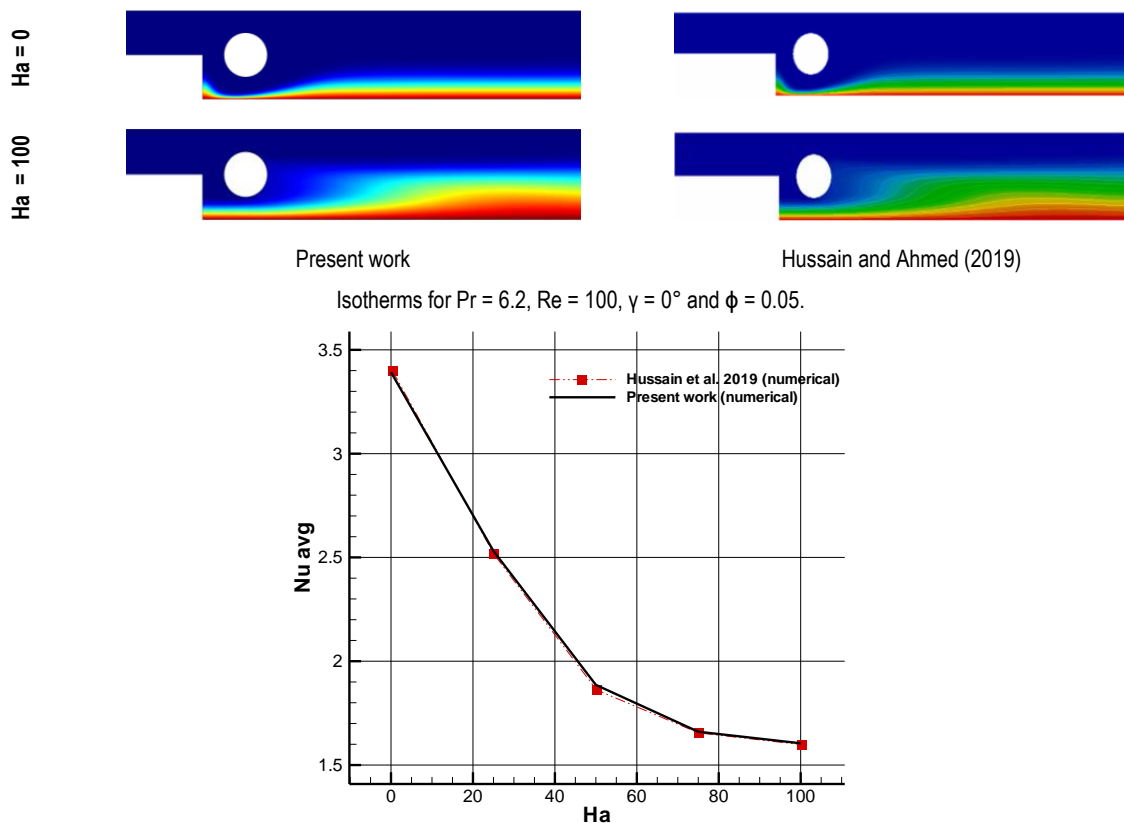 Ha = 0
Ha = 100
Present work
Hussain and Ahmed (2019)
Isotherms for Pr = 6.2, Re = 100, γ = 0° and ϕ = 0.05.
3.5
3
2.5
2
1.5
Nu avg
Hussain et al. 2019 (numerical)
Present work (numerical)
0
20
40
60
80
100
Ha